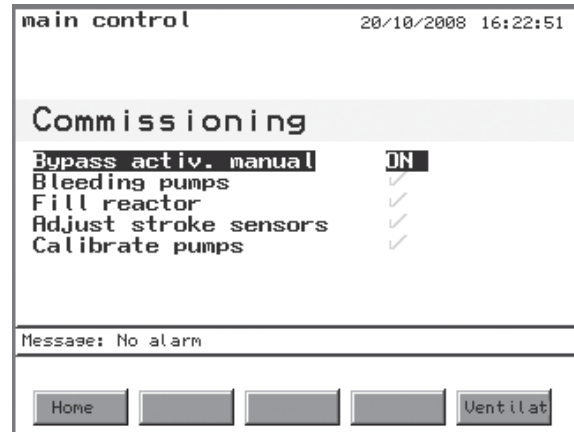 main control 20/10/2008 16:22:51
Commissioning
Bypass activ. manual ON
Bleeding pumps ✓
Fill reactor ✓
Adjust stroke sensors ✓
Calibrate pumps ✓
Message: No alarm
Home Ventilat